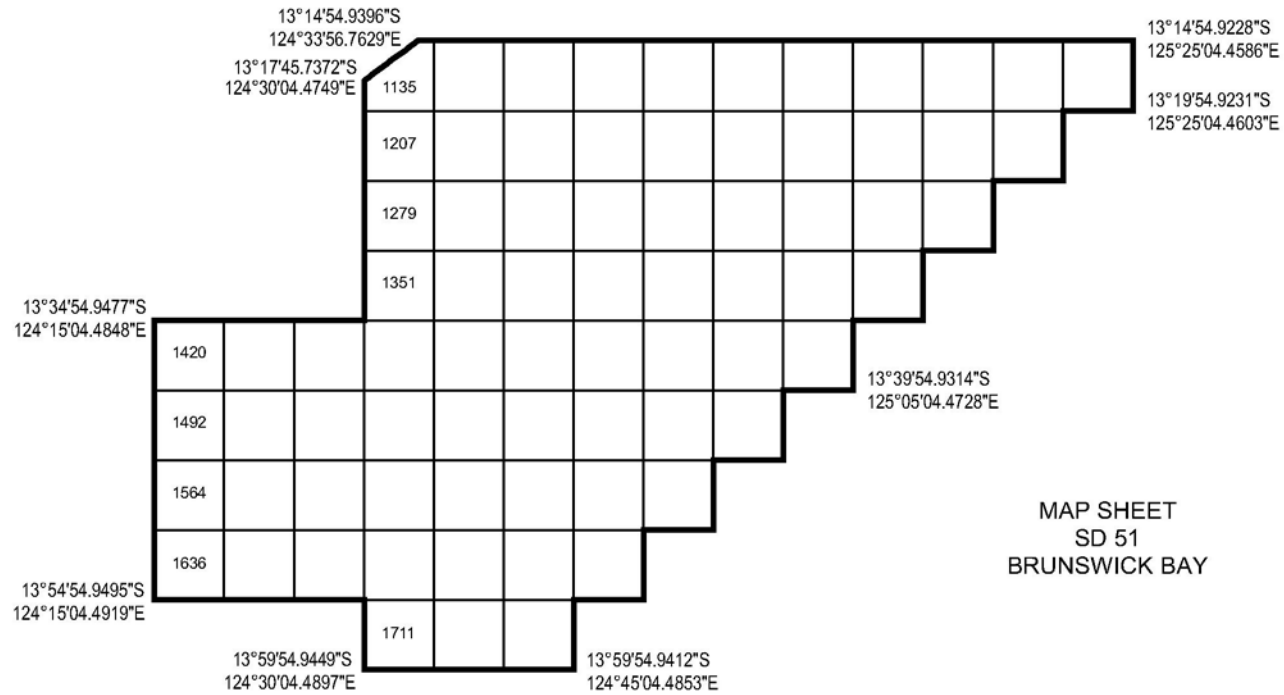 13°14'54.9396"S
124°33'56.7629"E
13°14'54.9228"S
125°25'04.4586"E
13°17'45.7372"S
124°30'04.4749"E
1135
13°19'54.9231"S
125°25'04.4603"E
1207
1279
1351
13°34'54.9477"S
124°15'04.4848"E
1420
13°39'54.9314"S
125°05'04.4728"E
1492
1564
MAP SHEET
SD 51
BRUNSWICK BAY
1636
13°54'54.9495"S
124°15'04.4919"E
1711
13°59'54.9449"S
124°30'04.4897"E
13°59'54.9412"S
124°45'04.4853"E